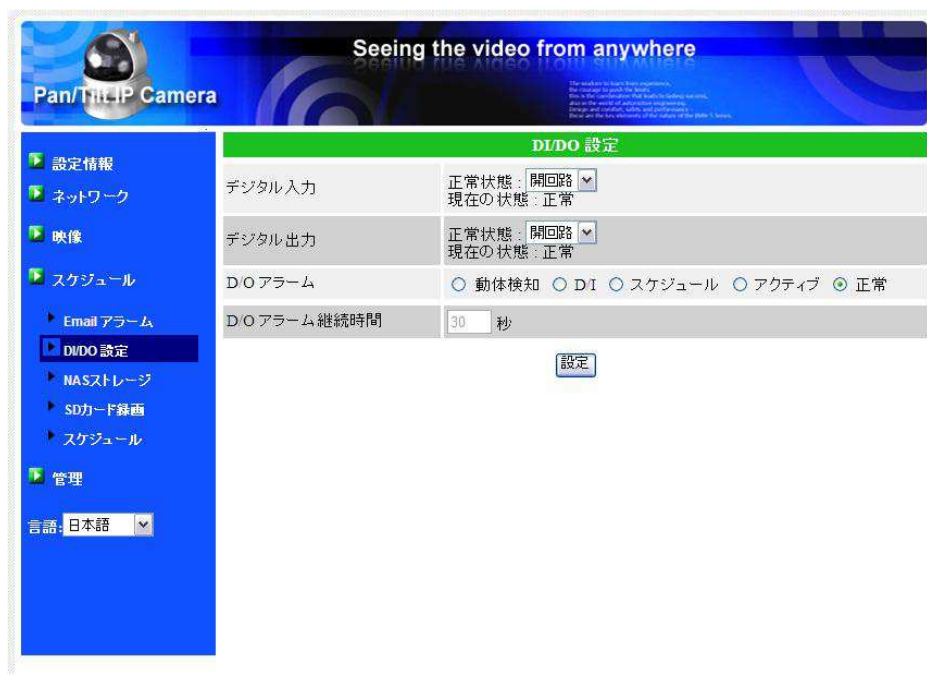 Seeing the video from anywhere
Pan/Tilt IP Camera
設定情報
ネットワーク
映像
スケジュール
Email アラーム
DI/DO 設定
NASストレージ
SDカード録画
スケジュール
管理
言語: 日本語
DI/DO 設定
デジタル入力
正常状態 : 開回路
現在の状態 : 正常
デジタル出力
正常状態 : 開回路
現在の状態 : 正常
D/O アラーム
動体検知 D/I スケジュール アクティブ 正常
D/O アラーム継続時間
30 秒
設定